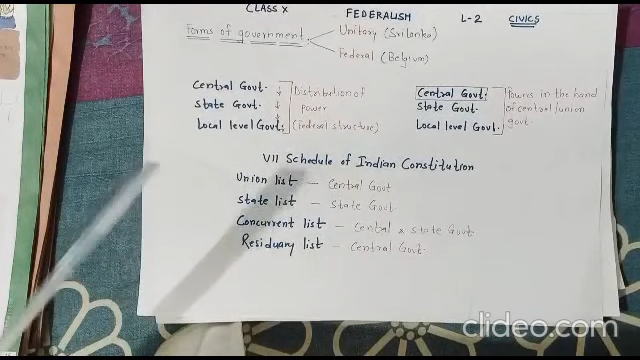 CLASS X FEDERALISM L-2 CIVICS
Forms of government
Unitary (Srilanka)
Federal (Belgium)
Central Govt.
State Govt.
Local level Govt.
Distribution of
power
(Federal structure)
Central Govt.
State Govt.
Local level Govt.
Powers in the hand
of central/union
govt.
VII Schedule of Indian Constitution
Union list - Central Govt
State list - State Govt
Concurrent list - Central & State Govt
Residuary list - Central Govt.
clideo.com